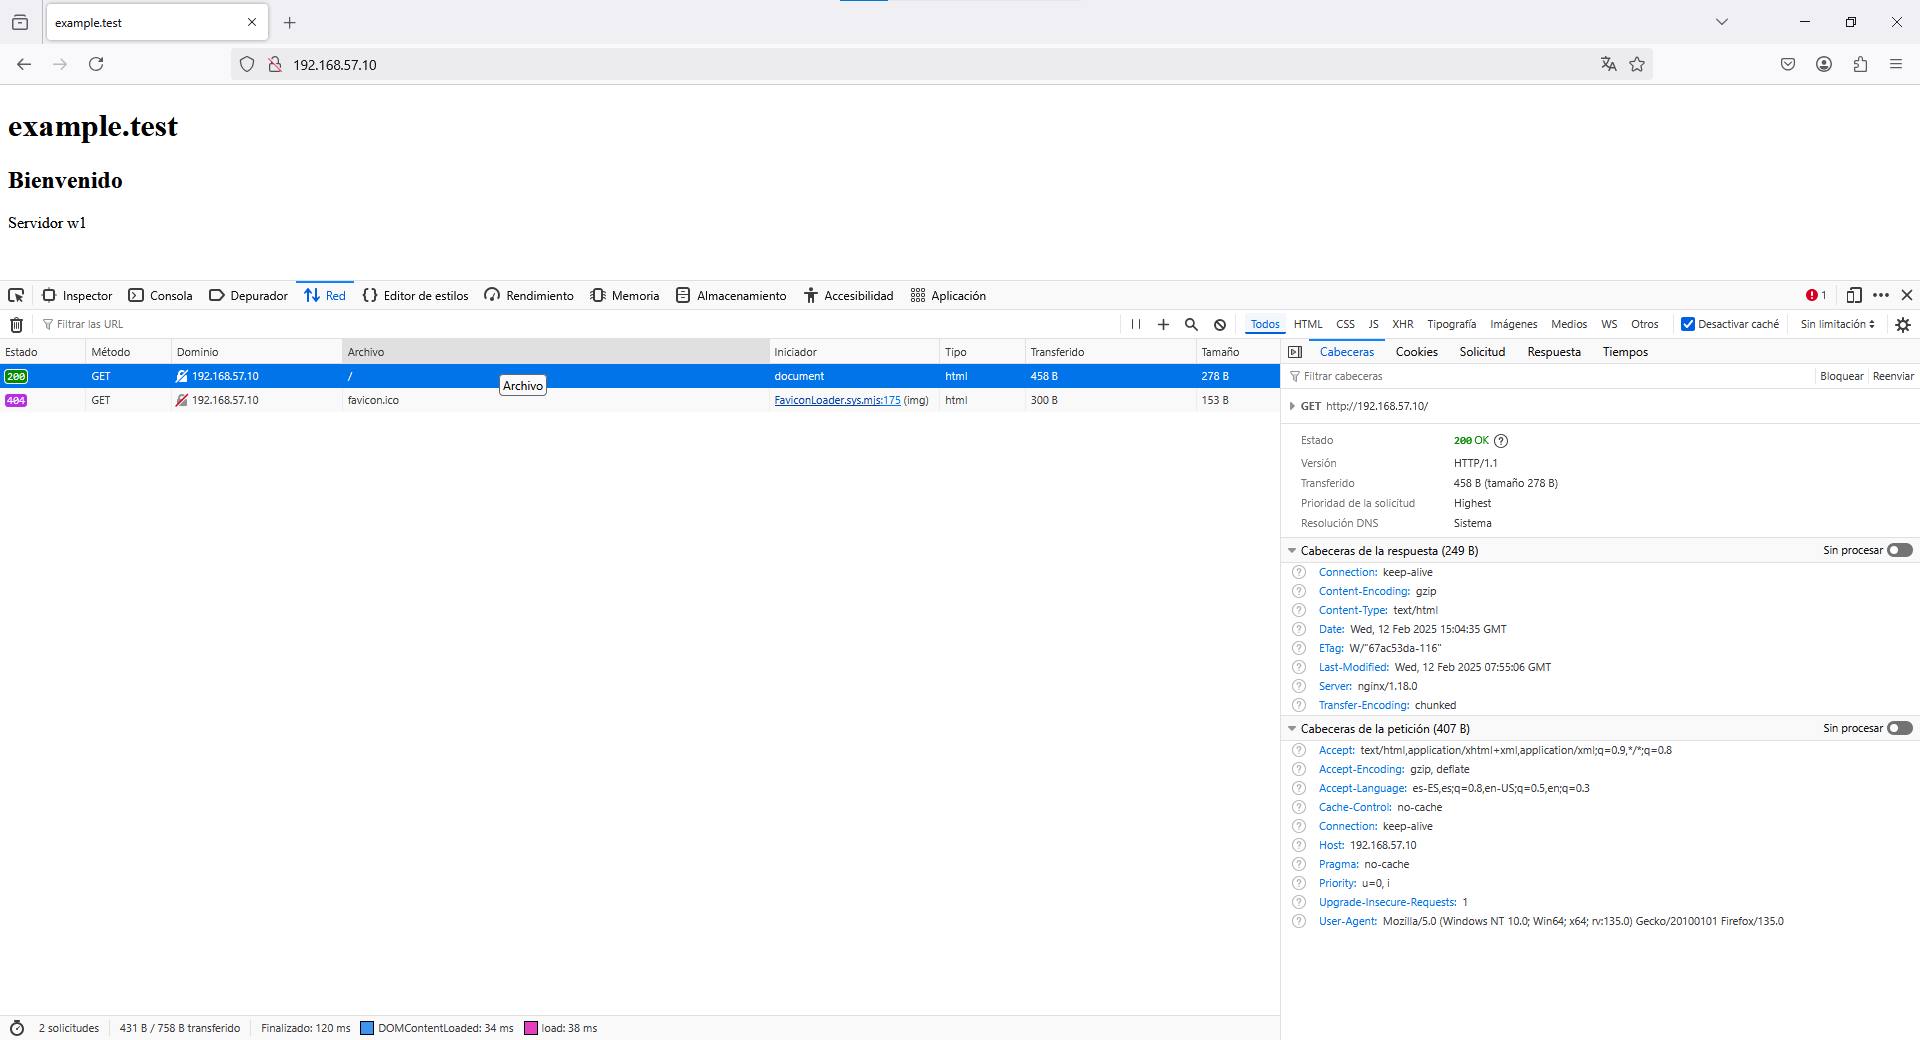 example.test
192.168.57.10
example.test
Bienvenido
Servidor w1
Inspector Consola Depurador Red Editor de estilos Rendimiento Memoria Almacenamiento Accesibilidad Aplicación 1
Filtrar las URL Todos HTML CSS JS XHR Tipografía Imágenes Medios WS Otros Desactivar caché Sin limitación
Estado Método Dominio Archivo Iniciador Tipo Transferido Tamaño
200 GET 192.168.57.10 / document html 458 B 278 B
Archivo
404 GET 192.168.57.10 favicon.ico FaviconLoader.sys.mjs:175 (img) html 300 B 153 B
Cabeceras Cookies Solicitud Respuesta Tiempos
Filtrar cabeceras Bloquear Reenviar
GET http://192.168.57.10/
Estado 200 OK
Versión HTTP/1.1
Transferido 458 B (tamaño 278 B)
Prioridad de la solicitud Highest
Resolución DNS Sistema
Cabeceras de la respuesta (249 B) Sin procesar
Connection: keep-alive
Content-Encoding: gzip
Content-Type: text/html
Date: Wed, 12 Feb 2025 15:04:35 GMT
ETag: W/"67ac53da-116"
Last-Modified: Wed, 12 Feb 2025 07:55:06 GMT
Server: nginx/1.18.0
Transfer-Encoding: chunked
Cabeceras de la petición (407 B) Sin procesar
Accept: text/html,application/xhtml+xml,application/xml;q=0.9,*/*;q=0.8
Accept-Encoding: gzip, deflate
Accept-Language: es-ES,es;q=0.8,en-US;q=0.5,en;q=0.3
Cache-Control: no-cache
Connection: keep-alive
Host: 192.168.57.10
Pragma: no-cache
Priority: u=0, i
Upgrade-Insecure-Requests: 1
User-Agent: Mozilla/5.0 (Windows NT 10.0; Win64; x64; rv:135.0) Gecko/20100101 Firefox/135.0
2 solicitudes 431 B / 758 B transferido Finalizado: 120 ms DOMContentLoaded: 34 ms load: 38 ms